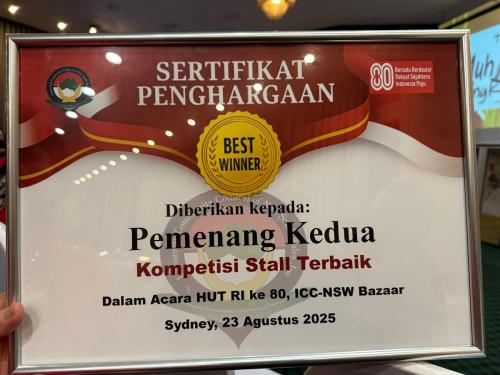 SERTIFIKAT
PENGHARGAAN
80
Bersatu Berdaulat
Rakyat Sejahtera
Indonesia Maju
BEST
WINNER
Diberikan kepada:
Pemenang Kedua
Kompetisi Stall Terbaik
Dalam Acara HUT RI ke 80, ICC-NSW Bazaar
Sydney, 23 Agustus 2025